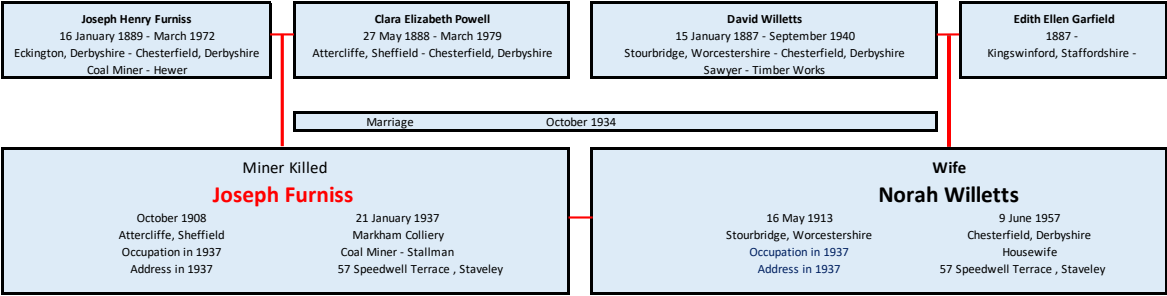 Joseph Henry Furniss
16 January 1889 - March 1972
Eckington, Derbyshire - Chesterfield, Derbyshire
Coal Miner - Hewer
Clara Elizabeth Powell
27 May 1888 - March 1979
Attercliffe, Sheffield - Chesterfield, Derbyshire
David Willetts
15 January 1887 - September 1940
Stourbridge, Worcestershire - Chesterfield, Derbyshire
Sawyer - Timber Works
Edith Ellen Garfield
1887 -
Kingswinford, Staffordshire -
Marriage October 1934
Miner Killed
Joseph Furniss
October 1908 21 January 1937
Attercliffe, Sheffield Markham Colliery
Occupation in 1937 Coal Miner - Stallman
Address in 1937 57 Speedwell Terrace , Staveley
Wife
Norah Willetts
16 May 1913 9 June 1957
Stourbridge, Worcestershire Chesterfield, Derbyshire
Occupation in 1937 Housewife
Address in 1937 57 Speedwell Terrace , Staveley